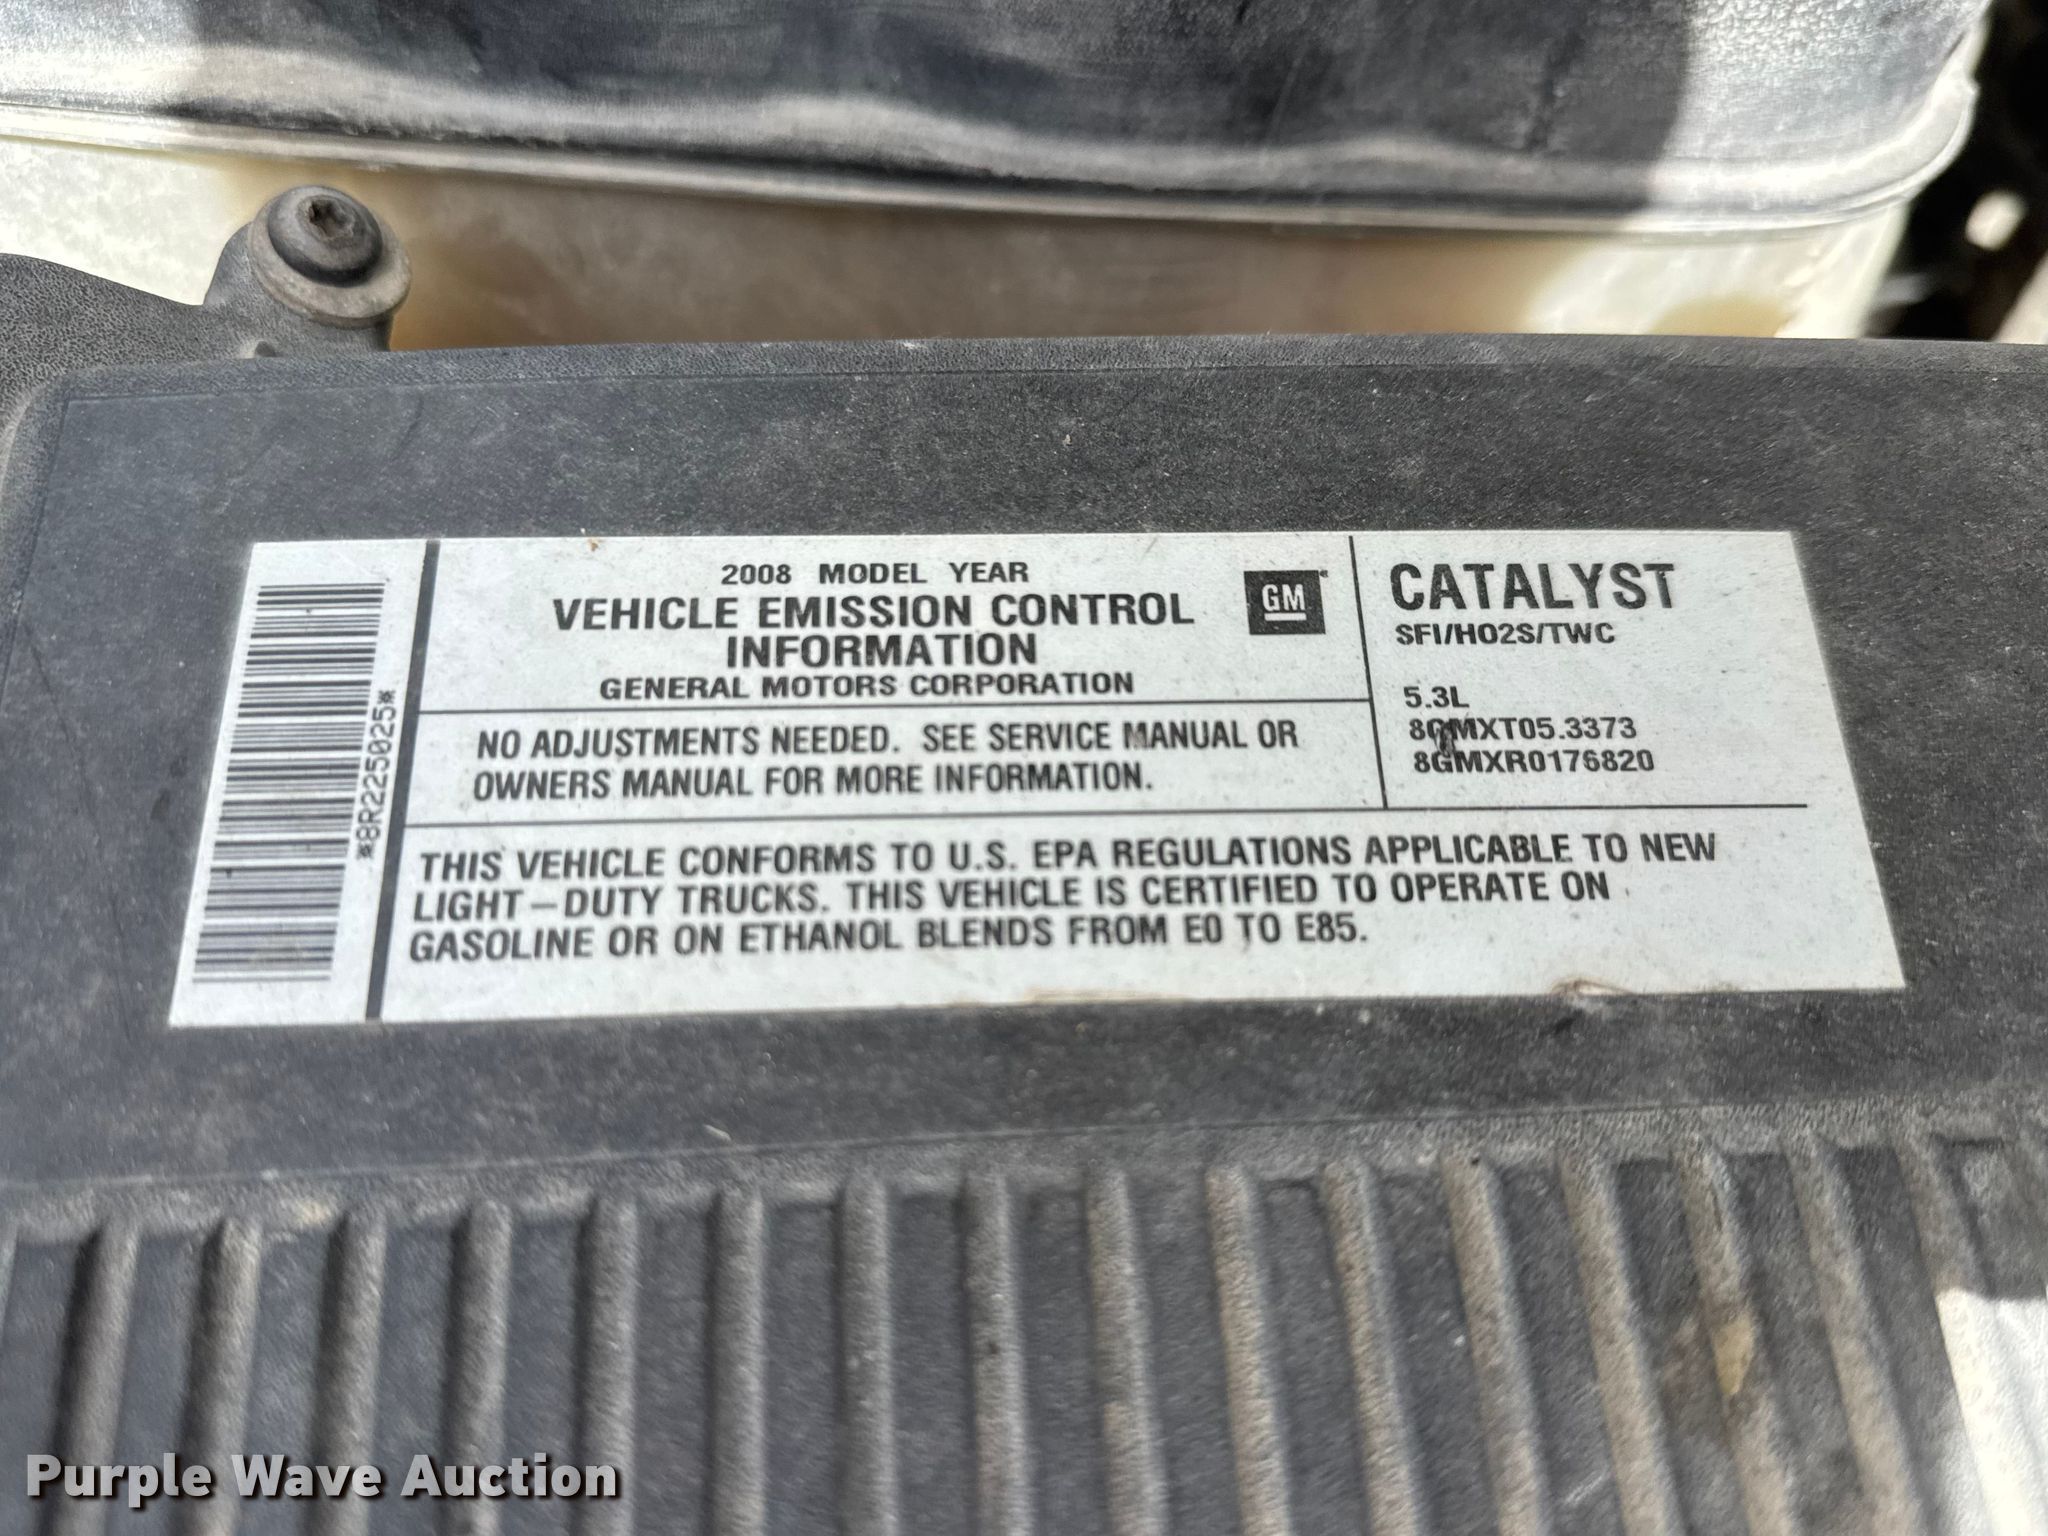 2008 MODEL YEAR
VEHICLE EMISSION CONTROL
INFORMATION
GENERAL MOTORS CORPORATION
GM
CATALYST
SFI/HO2S/TWC
5.3L
8GMXT05.3373
8GMXR0176820
*8R225025*
NO ADJUSTMENTS NEEDED. SEE SERVICE MANUAL OR
OWNERS MANUAL FOR MORE INFORMATION.
THIS VEHICLE CONFORMS TO U.S. EPA REGULATIONS APPLICABLE TO NEW
LIGHT-DUTY TRUCKS. THIS VEHICLE IS CERTIFIED TO OPERATE ON
GASOLINE OR ON ETHANOL BLENDS FROM E0 TO E85.
Purple Wave Auction